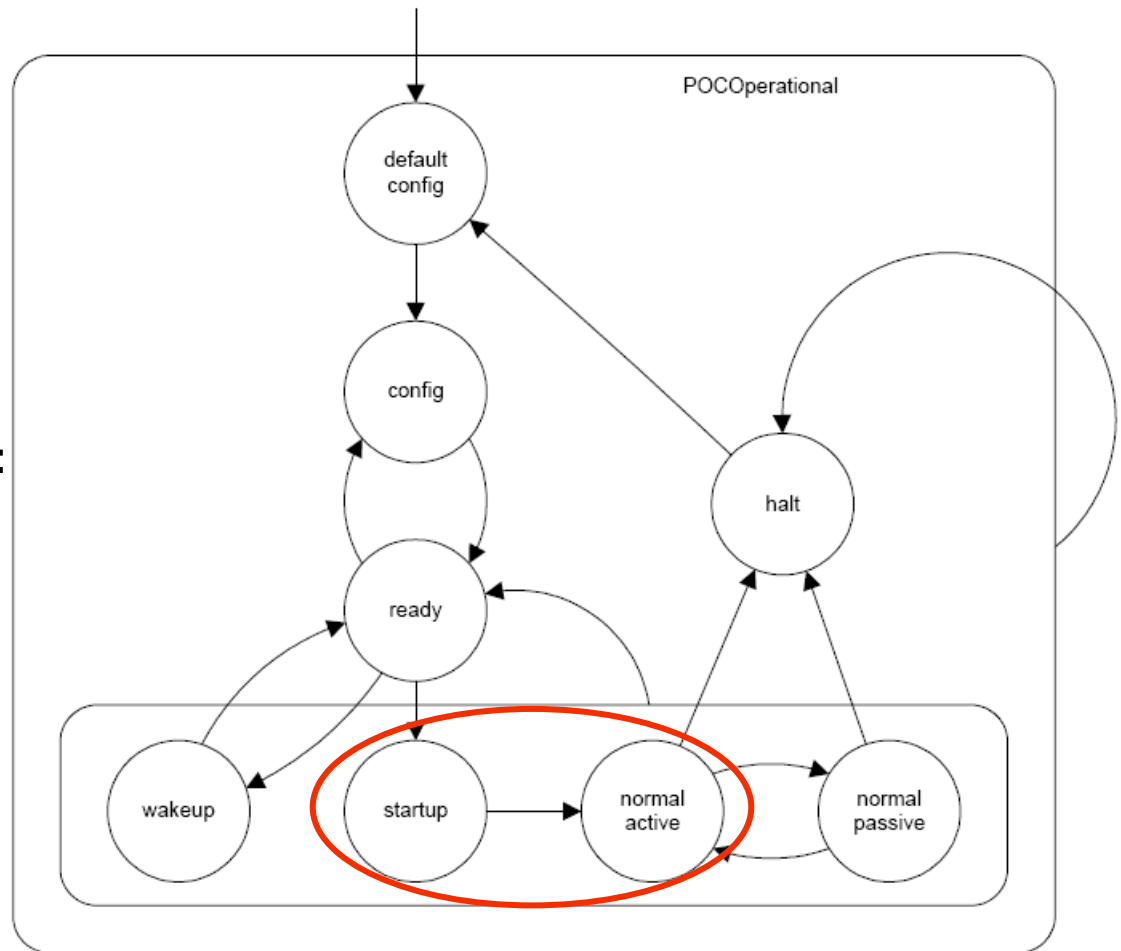 POCOperational
default
config
config
:
halt
ready
wakeup
startup
normal
active
normal
passive